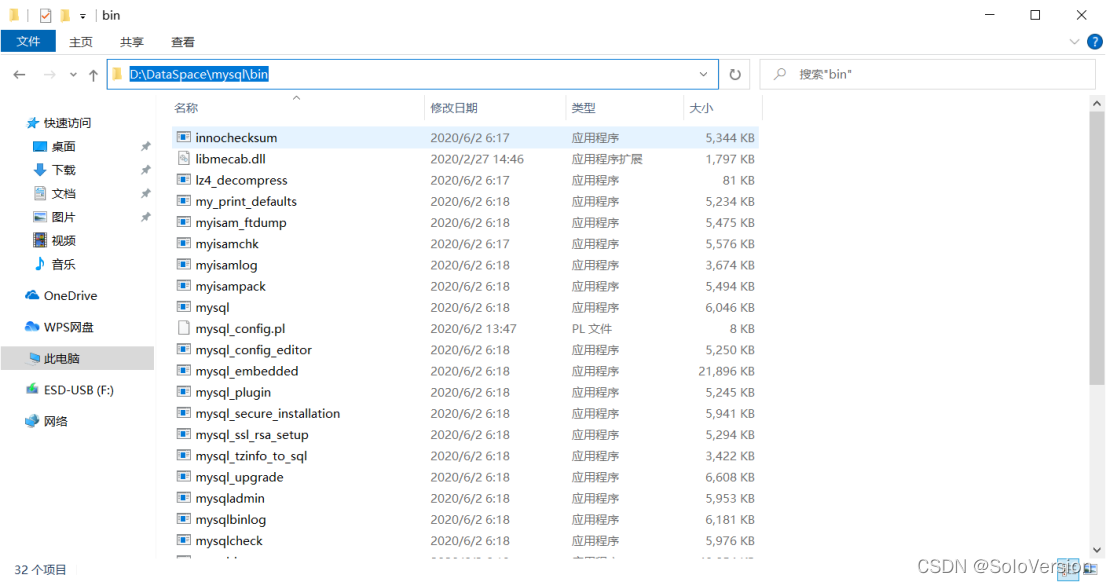 bin
文件 主页 共享 查看
D:\DataSpace\mysql\bin 搜索"bin"
名称 修改日期 类型 大小
快速访问
桌面
下载
文档
图片
视频
音乐
OneDrive
WPS网盘
此电脑
ESD-USB (F:)
网络
innochecksum 2020/6/2 6:17 应用程序 5,344 KB
libmecab.dll 2020/2/27 14:46 应用程序扩展 1,797 KB
lz4_decompress 2020/6/2 6:17 应用程序 81 KB
my_print_defaults 2020/6/2 6:18 应用程序 5,234 KB
myisam_ftdump 2020/6/2 6:18 应用程序 5,475 KB
myisamchk 2020/6/2 6:17 应用程序 5,576 KB
myisamlog 2020/6/2 6:18 应用程序 3,674 KB
myisampack 2020/6/2 6:18 应用程序 5,494 KB
mysql 2020/6/2 6:18 应用程序 6,046 KB
mysql_config.pl 2020/6/2 13:47 PL 文件 8 KB
mysql_config_editor 2020/6/2 6:18 应用程序 5,250 KB
mysql_embedded 2020/6/2 6:18 应用程序 21,896 KB
mysql_plugin 2020/6/2 6:18 应用程序 5,245 KB
mysql_secure_installation 2020/6/2 6:18 应用程序 5,941 KB
mysql_ssl_rsa_setup 2020/6/2 6:18 应用程序 5,294 KB
mysql_tzinfo_to_sql 2020/6/2 6:18 应用程序 3,422 KB
mysql_upgrade 2020/6/2 6:18 应用程序 6,608 KB
mysqladmin 2020/6/2 6:18 应用程序 5,953 KB
mysqlbinlog 2020/6/2 6:18 应用程序 6,181 KB
mysqlcheck 2020/6/2 6:18 应用程序 5,976 KB
32 个项目
CSDN @SoloVersion